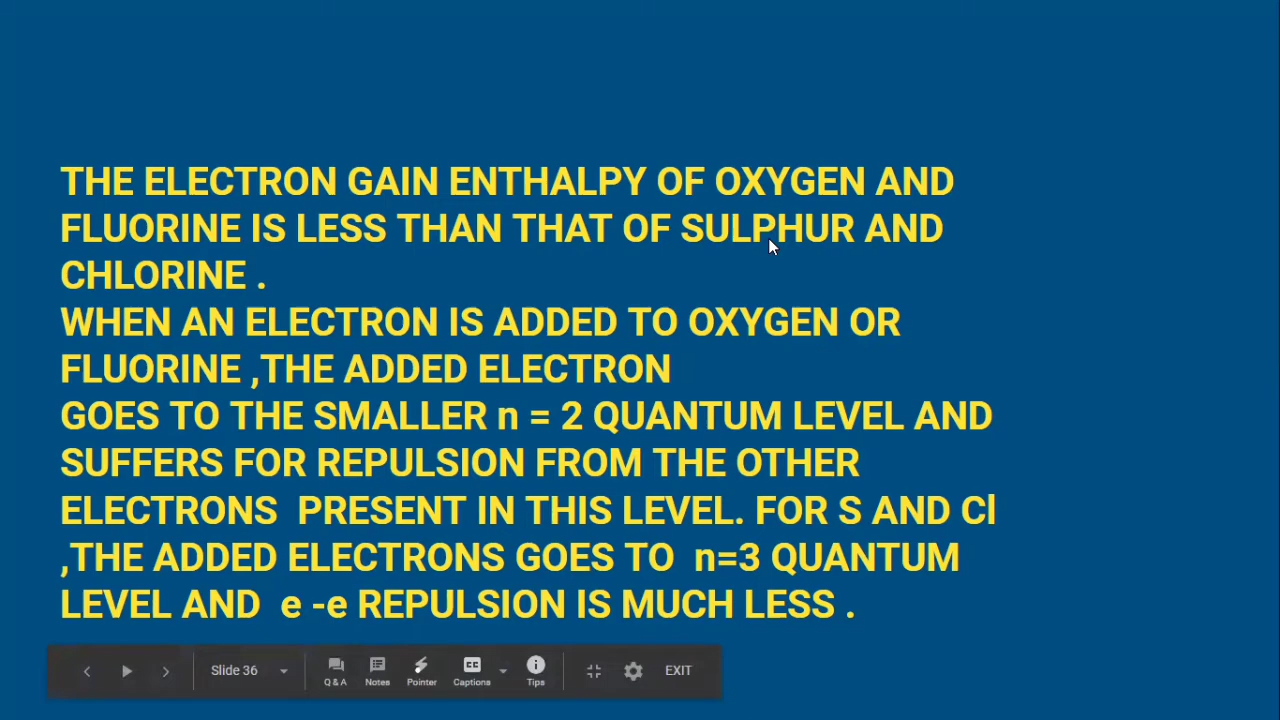 THE ELECTRON GAIN ENTHALPY OF OXYGEN AND
FLUORINE IS LESS THAN THAT OF SULPHUR AND
CHLORINE .
WHEN AN ELECTRON IS ADDED TO OXYGEN OR
FLUORINE ,THE ADDED ELECTRON
GOES TO THE SMALLER n = 2 QUANTUM LEVEL AND
SUFFERS FOR REPULSION FROM THE OTHER
ELECTRONS  PRESENT IN THIS LEVEL. FOR S AND Cl
,THE ADDED ELECTRONS GOES TO  n=3 QUANTUM
LEVEL AND  e -e REPULSION IS MUCH LESS .
Slide 36
Q & A
Notes
Pointer
CC
Captions
Tips
EXIT